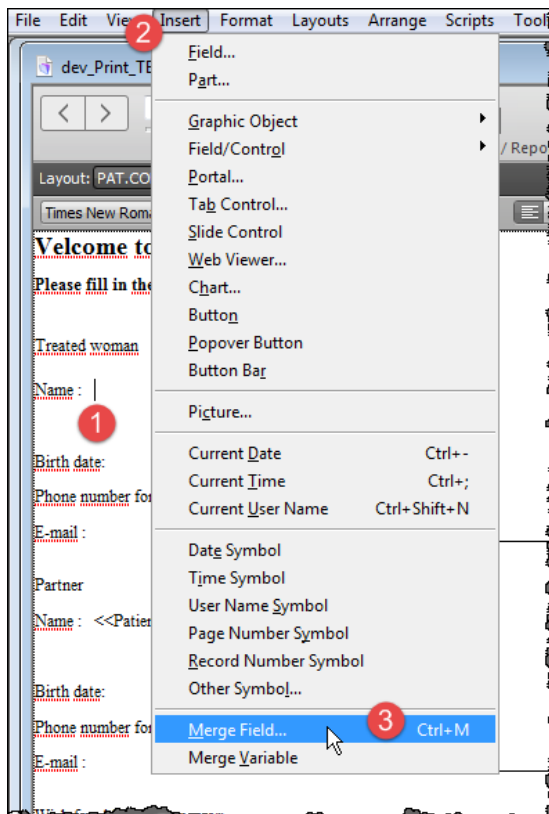 File Edit View Insert Format Layouts Arrange Scripts Tool
2
dev_Print_TE
Field...
Part...
Graphic Object
Field/Control
/ Repo
Portal...
Layout: PAT.CO
Tab Control...
Times New Roma
Slide Control
Velcome to
Web Viewer...
Please fill in the
Chart...
Button
Popover Button
Treated woman
Button Bar
Name :
Picture...
1
Current Date Ctrl+-
Birth date:
Current Time Ctrl+;
Phone number for
Current User Name Ctrl+Shift+N
E-mail :
Date Symbol
Time Symbol
Partner
User Name Symbol
Name : <<Patier
Page Number Symbol
Record Number Symbol
Other Symbol...
Birth date:
3
Phone number for
Merge Field... Ctrl+M
E-mail :
Merge Variable